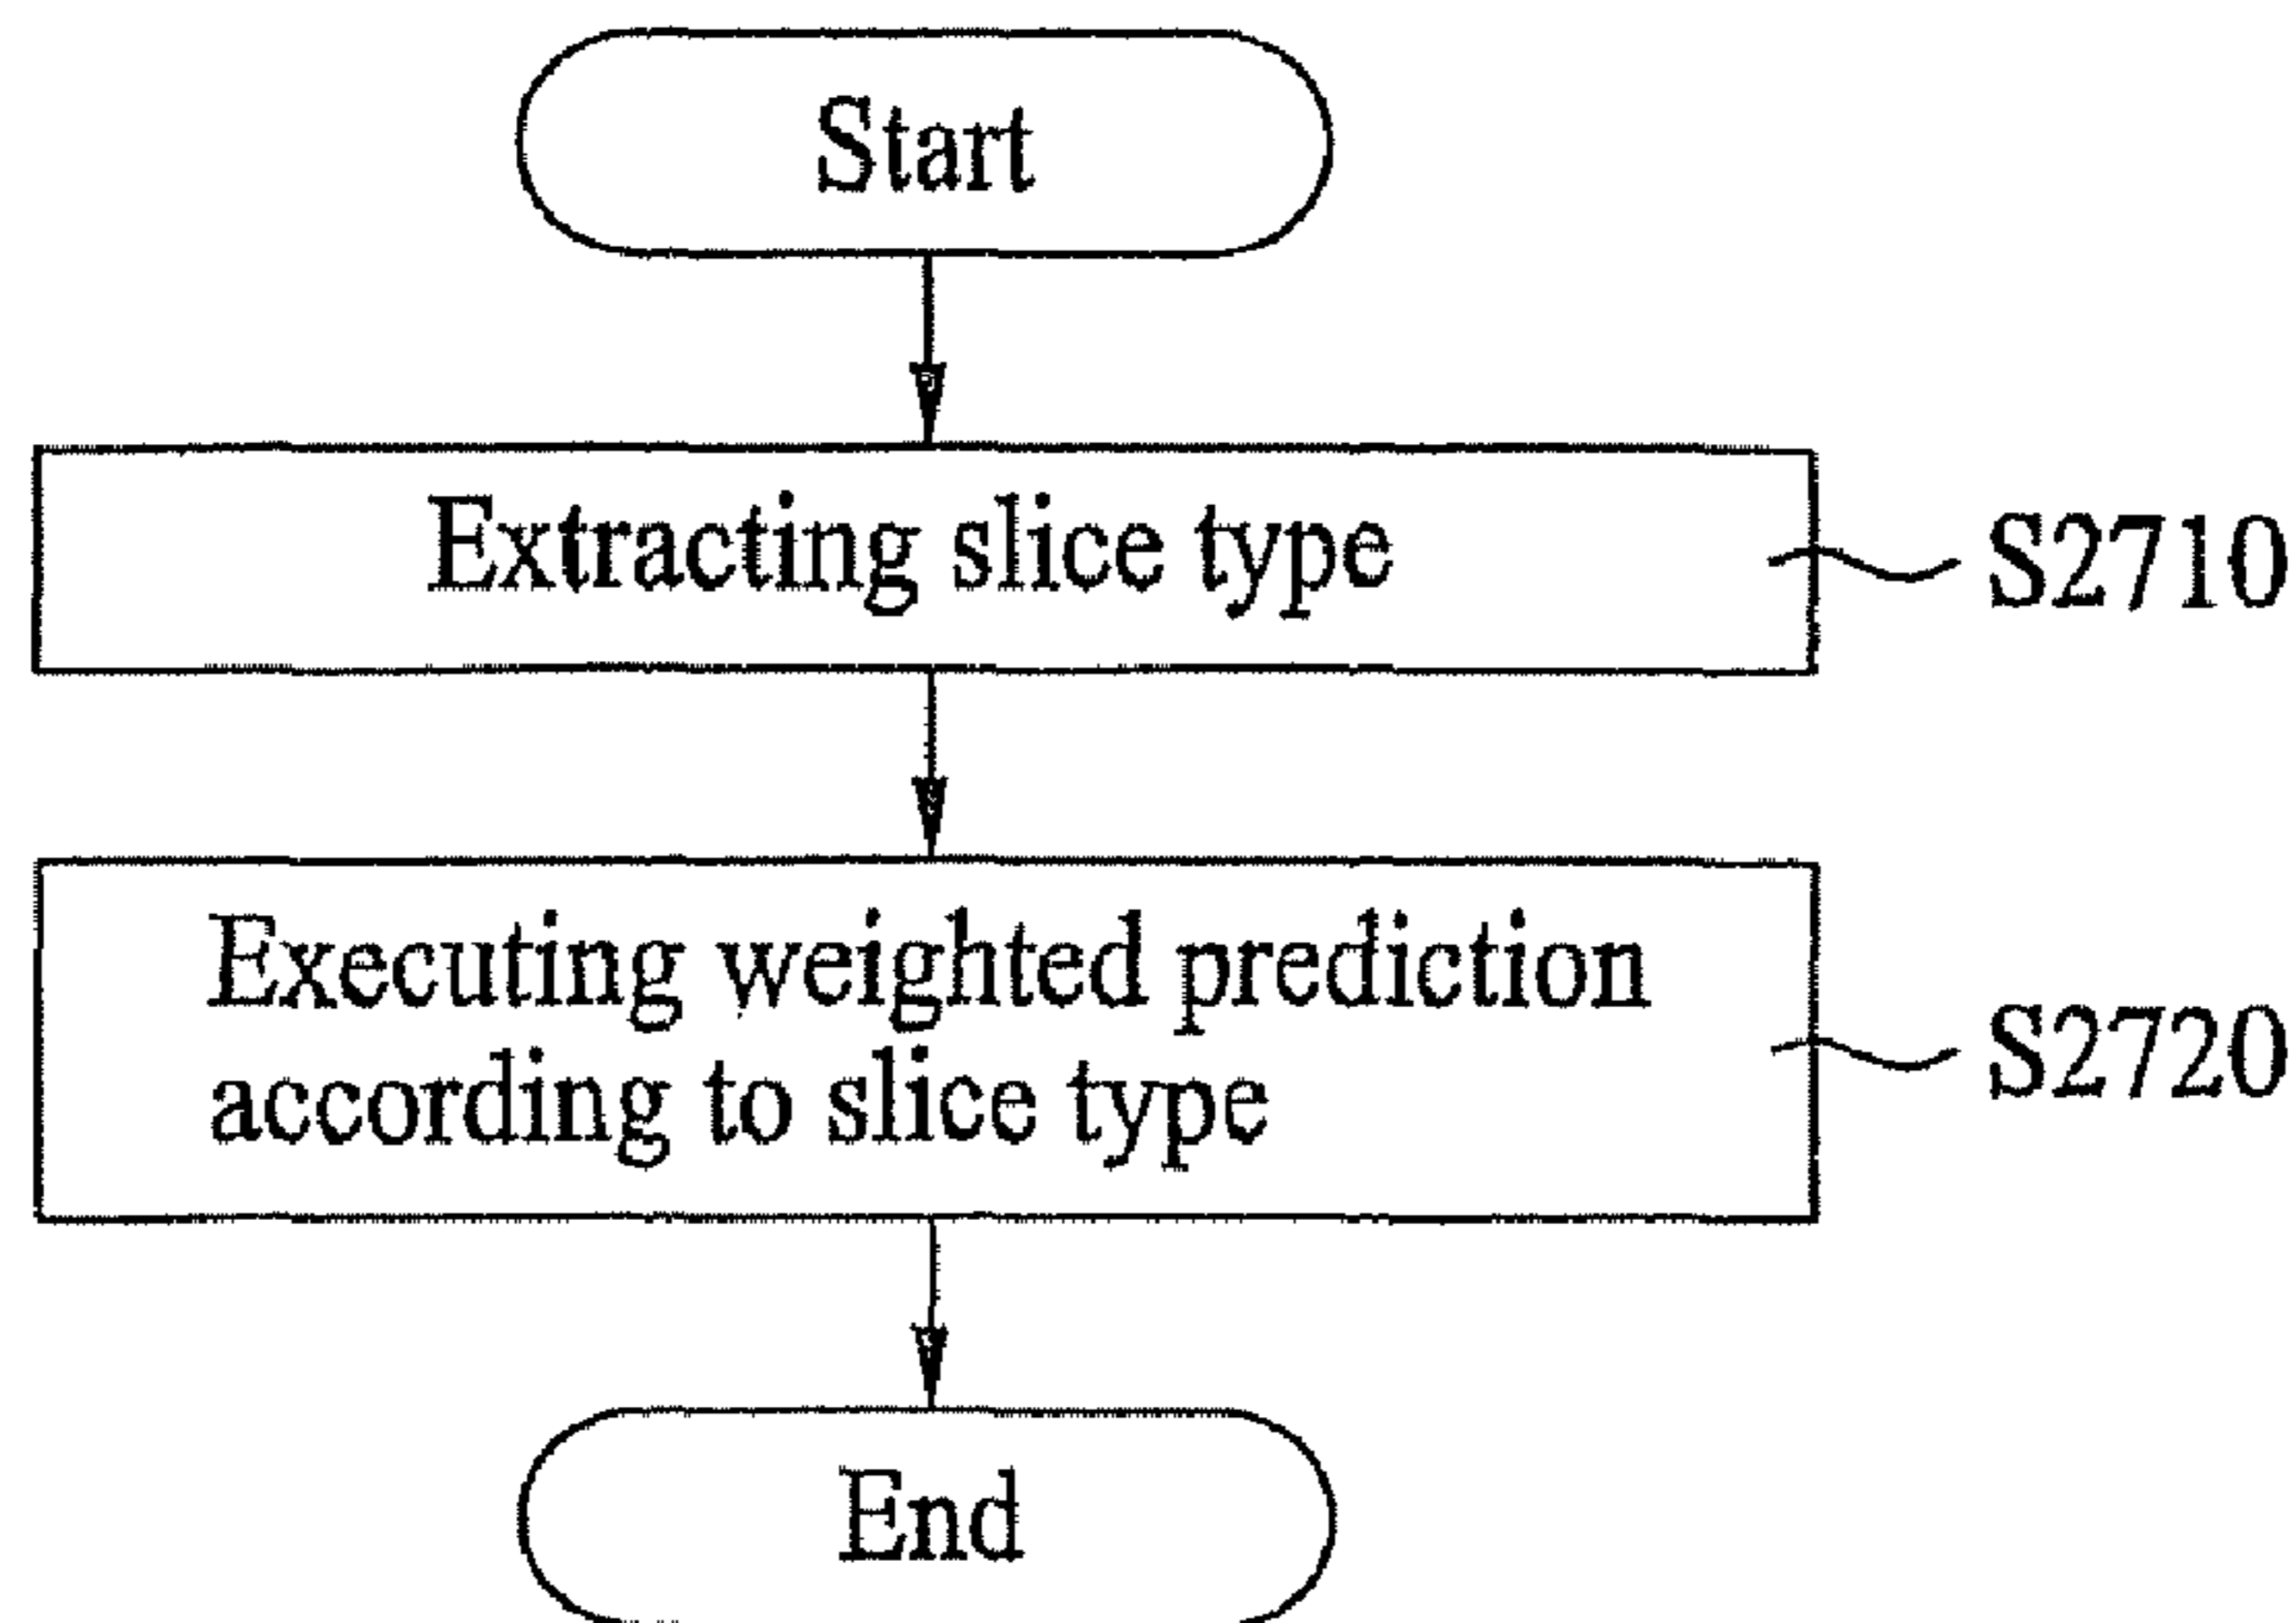 Start
Extracting slice type
S2710
Executing weighted prediction
according to slice type
S2720
End